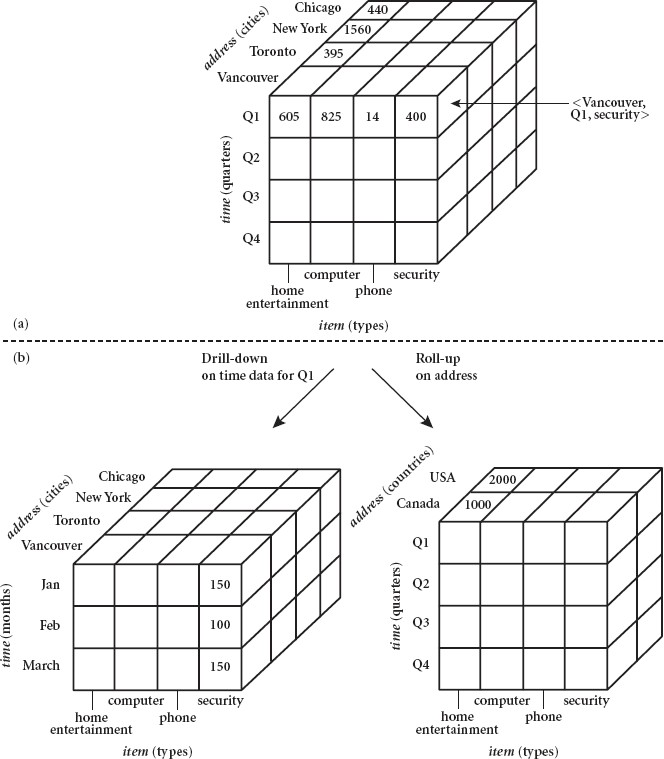 address (cities)
Chicago 440
New York 1560
Toronto 395
Vancouver
<Vancouver,
Q1, security>
time (quarters)
Q1 605 825 14 400
Q2
Q3
Q4
computer security
home phone
entertainment
item (types)
(a)
(b)
Drill-down
on time data for Q1
Roll-up
on address
address (cities)
Chicago
New York
Toronto
Vancouver
time (months)
Jan 150
Feb 100
March 150
computer security
home phone
entertainment
item (types)
address (countries)
USA 2000
Canada 1000
time (quarters)
Q1
Q2
Q3
Q4
computer security
home phone
entertainment
item (types)